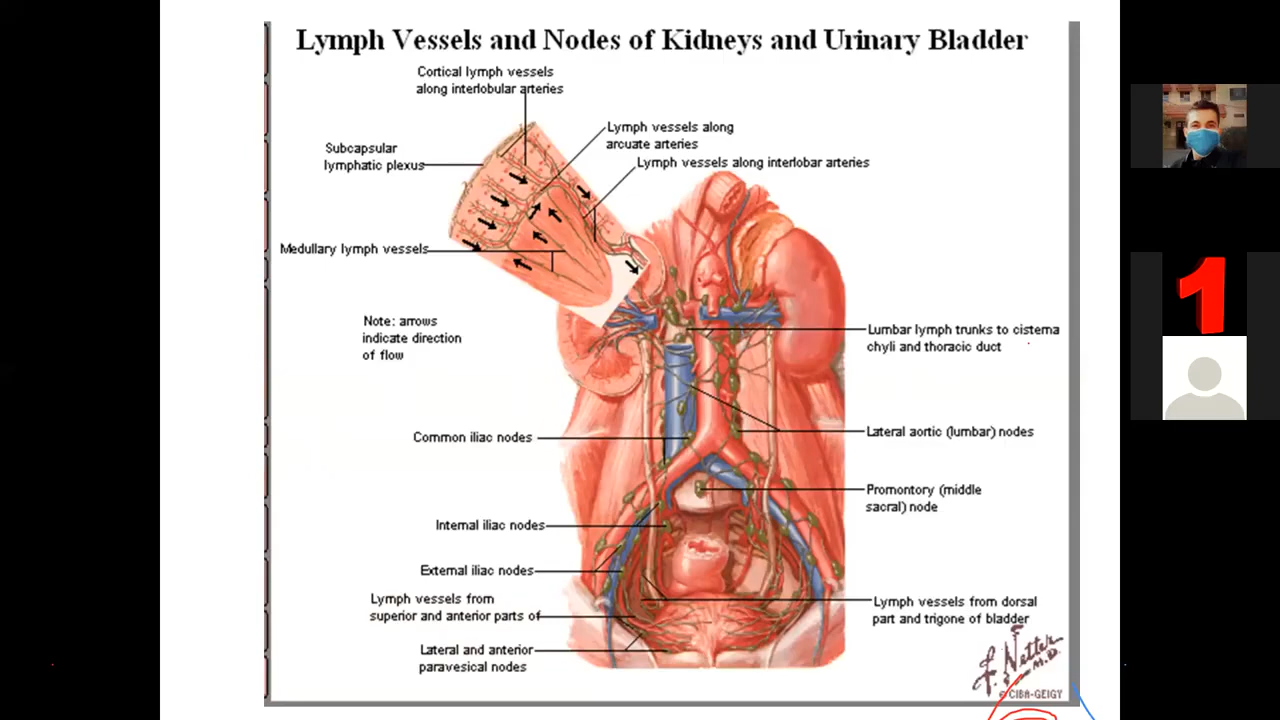 Lymph Vessels and Nodes of Kidneys and Urinary Bladder
Cortical lymph vessels
along interlobular arteries
Lymph vessels along
arcuate arteries
Subcapsular
lymphatic plexus
Lymph vessels along interlobar arteries
Medullary lymph vessels
Note: arrows
indicate direction
of flow
Lumbar lymph trunks to cisterna
chyli and thoracic duct
Common iliac nodes
Lateral aortic (lumbar) nodes
Promontory (middle
sacral) node
Internal iliac nodes
External iliac nodes
Lymph vessels from
superior and anterior parts of
Lymph vessels from dorsal
part and trigone of bladder
Lateral and anterior
paravesical nodes
F. Netter
M.D.
© CIBA-GEIGY
1